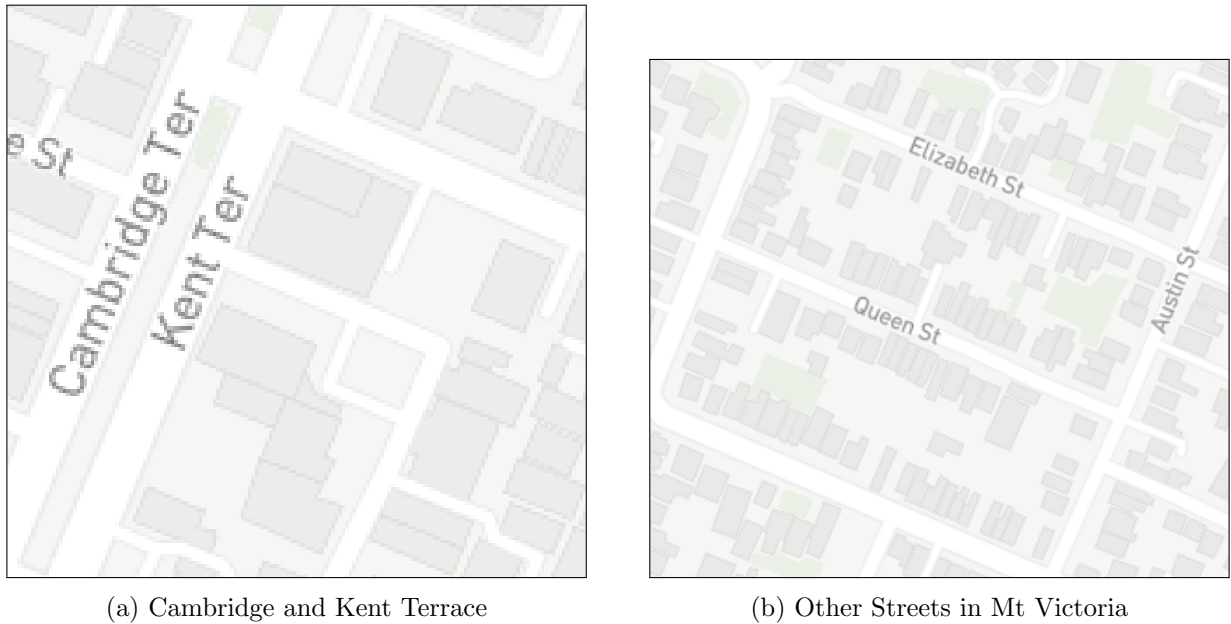 e St
Cambridge Ter
Kent Ter
Elizabeth St
Austin St
Queen St
(a) Cambridge and Kent Terrace
(b) Other Streets in Mt Victoria